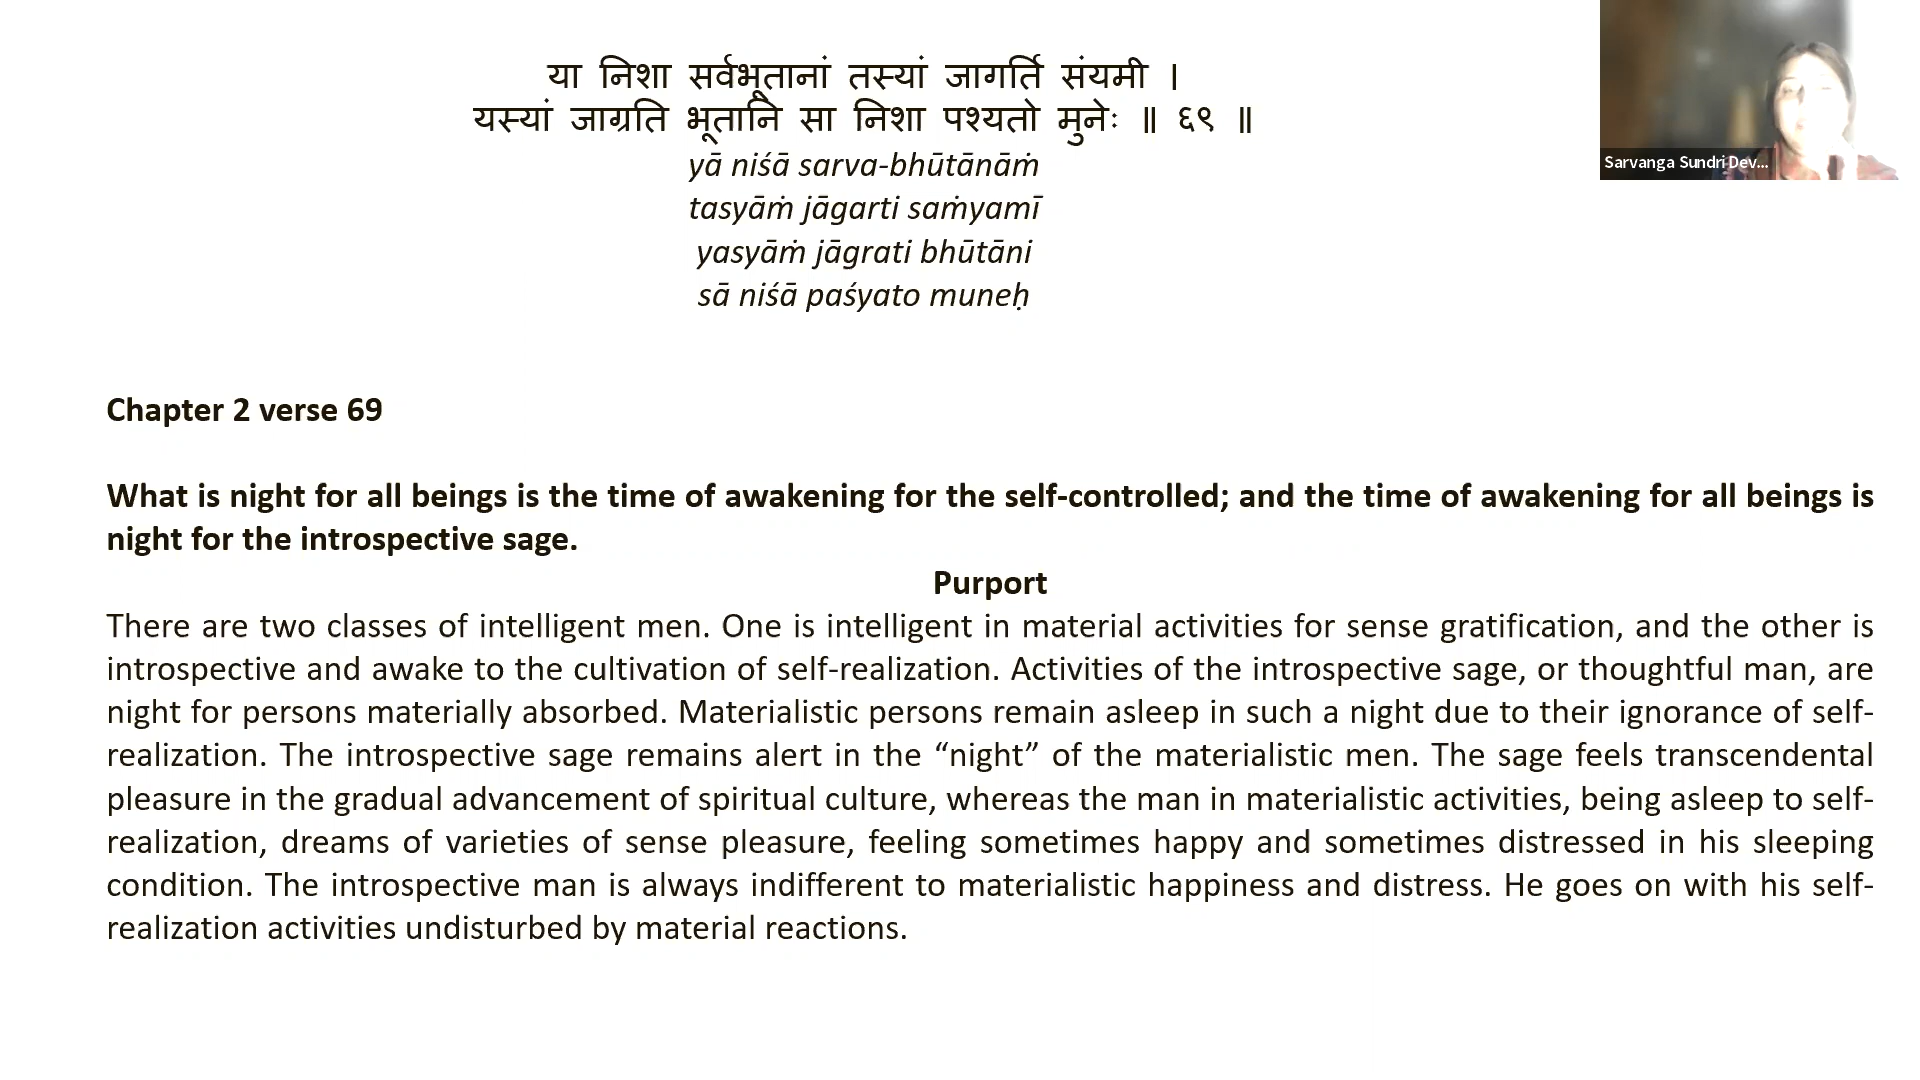 या निशा सर्वभूतानां तस्यां जागर्ति संयमी ।
यस्यां जाग्रति भूतानि सा निशा पश्यतो मुनेः ॥ ६९ ॥
yā niśā sarva-bhūtānāṁ
tasyāṁ jāgarti saṁyamī
yasyāṁ jāgrati bhūtāni
sā niśā paśyato muneḥ
Sarvanga Sundri Dev...
Chapter 2 verse 69
What is night for all beings is the time of awakening for the self-controlled; and the time of awakening for all beings is
night for the introspective sage.
Purport
There are two classes of intelligent men. One is intelligent in material activities for sense gratification, and the other is
introspective and awake to the cultivation of self-realization. Activities of the introspective sage, or thoughtful man, are
night for persons materially absorbed. Materialistic persons remain asleep in such a night due to their ignorance of self-
realization. The introspective sage remains alert in the “night” of the materialistic men. The sage feels transcendental
pleasure in the gradual advancement of spiritual culture, whereas the man in materialistic activities, being asleep to self-
realization, dreams of varieties of sense pleasure, feeling sometimes happy and sometimes distressed in his sleeping
condition. The introspective man is always indifferent to materialistic happiness and distress. He goes on with his self-
realization activities undisturbed by material reactions.